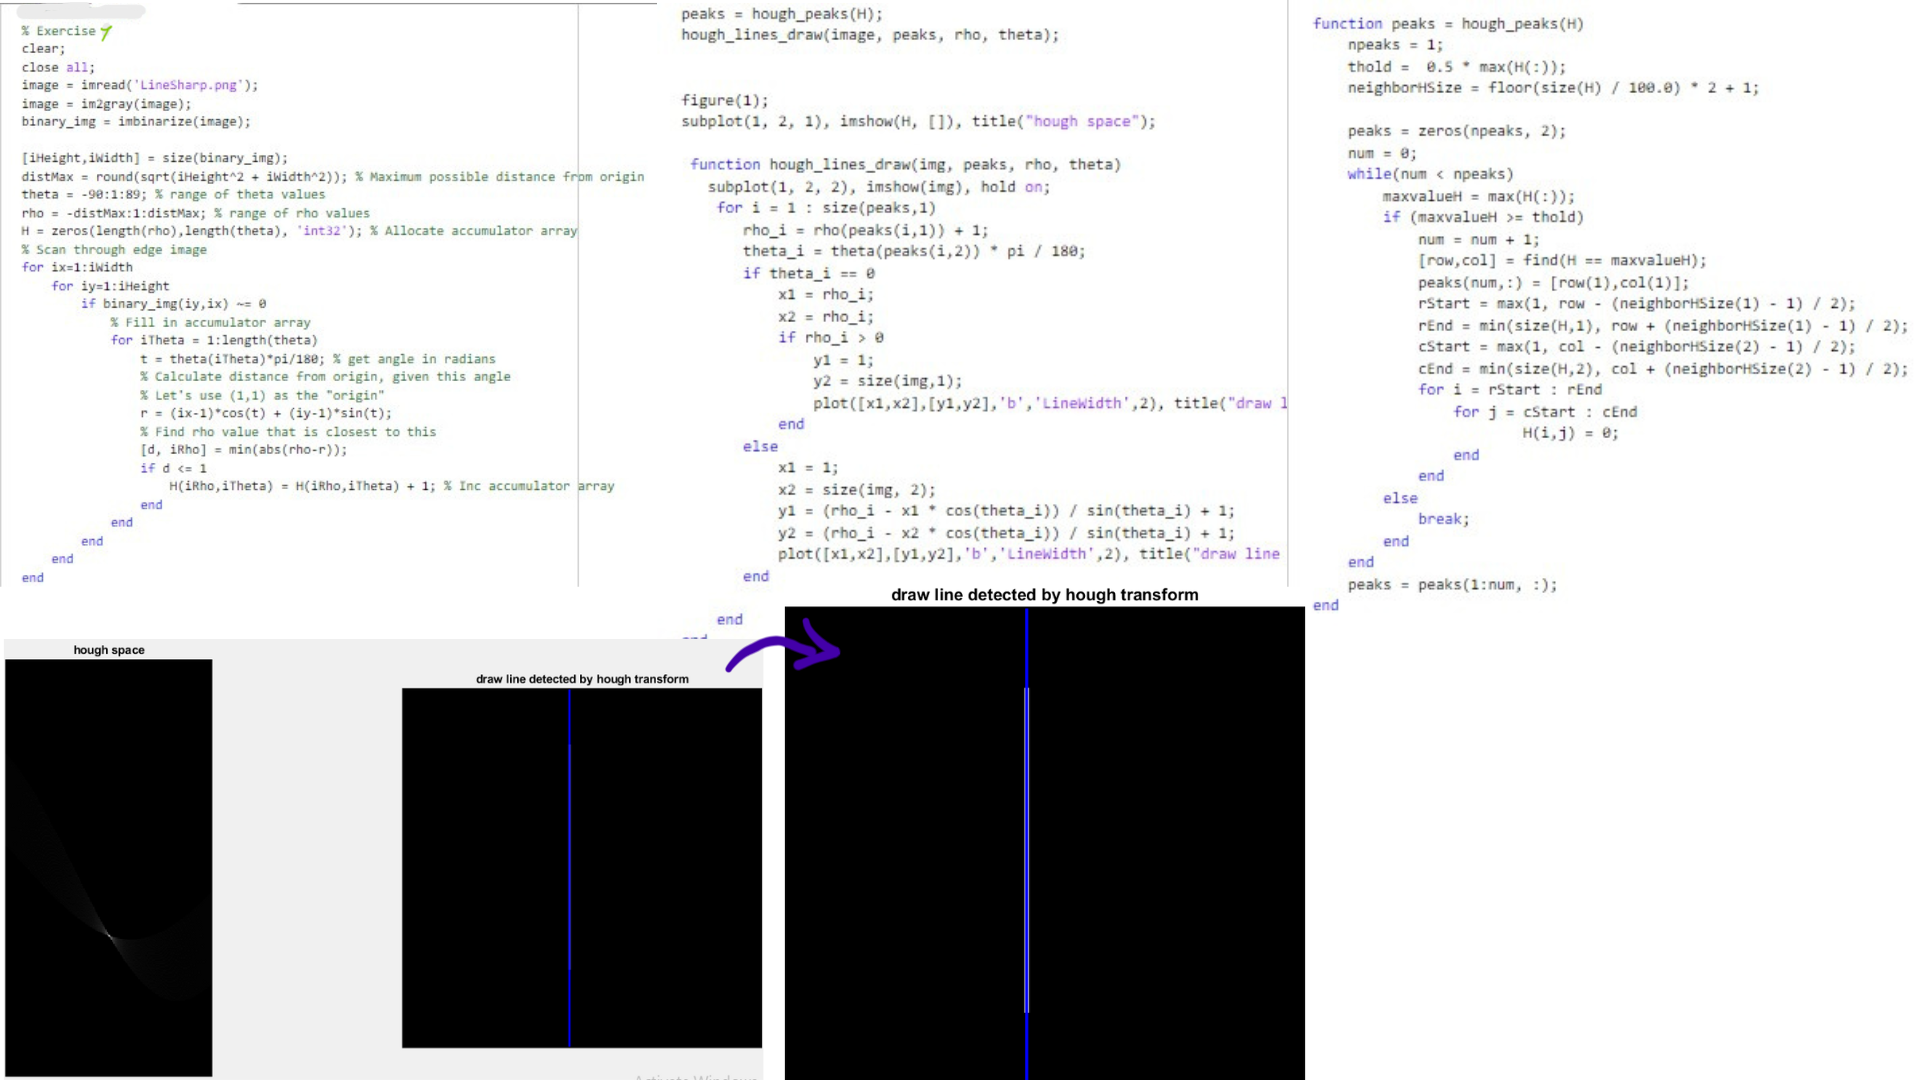 % Exercise 7
clear;
close all;
image = imread('LineSharp.png');
image = im2gray(image);
binary_img = imbinarize(image);
[iHeight,iWidth] = size(binary_img);
distMax = round(sqrt(iHeight^2 + iWidth^2)); % Maximum possible distance from origin
theta = -90:1:89; % range of theta values
rho = -distMax:1:distMax; % range of rho values
H = zeros(length(rho),length(theta), 'int32'); % Allocate accumulator array
% Scan through edge image
for ix=1:iWidth
for iy=1:iHeight
if binary_img(iy,ix) ~= 0
% Fill in accumulator array
for iTheta = 1:length(theta)
t = theta(iTheta)*pi/180; % get angle in radians
% Calculate distance from origin, given this angle
% Let's use (1,1) as the "origin"
r = (ix-1)*cos(t) + (iy-1)*sin(t);
% Find rho value that is closest to this
[d, iRho] = min(abs(rho-r));
if d <= 1
H(iRho,iTheta) = H(iRho,iTheta) + 1; % Inc accumulator array
end
end
end
end
end
peaks = hough_peaks(H);
hough_lines_draw(image, peaks, rho, theta);
figure(1);
subplot(1, 2, 1), imshow(H, []), title("hough space");
function hough_lines_draw(img, peaks, rho, theta)
subplot(1, 2, 2), imshow(img), hold on;
for i = 1 : size(peaks,1)
rho_i = rho(peaks(i,1)) + 1;
theta_i = theta(peaks(i,2)) * pi / 180;
if theta_i == 0
x1 = rho_i;
x2 = rho_i;
if rho_i > 0
y1 = 1;
y2 = size(img,1);
plot([x1,x2],[y1,y2],'b','LineWidth',2), title("draw l
end
else
x1 = 1;
x2 = size(img, 2);
y1 = (rho_i - x1 * cos(theta_i)) / sin(theta_i) + 1;
y2 = (rho_i - x2 * cos(theta_i)) / sin(theta_i) + 1;
plot([x1,x2],[y1,y2],'b','LineWidth',2), title("draw line
end
end
function peaks = hough_peaks(H)
npeaks = 1;
thold =  0.5 * max(H(:));
neighborHSize = floor(size(H) / 100.0) * 2 + 1;
peaks = zeros(npeaks, 2);
num = 0;
while(num < npeaks)
maxvalueH = max(H(:));
if (maxvalueH >= thold)
num = num + 1;
[row,col] = find(H == maxvalueH);
peaks(num,:) = [row(1),col(1)];
rStart = max(1, row - (neighborHSize(1) - 1) / 2);
rEnd = min(size(H,1), row + (neighborHSize(1) - 1) / 2);
cStart = max(1, col - (neighborHSize(2) - 1) / 2);
cEnd = min(size(H,2), col + (neighborHSize(2) - 1) / 2);
for i = rStart : rEnd
for j = cStart : cEnd
H(i,j) = 0;
end
end
else
break;
end
end
peaks = peaks(1:num, :);
end
hough space
draw line detected by hough transform
draw line detected by hough transform